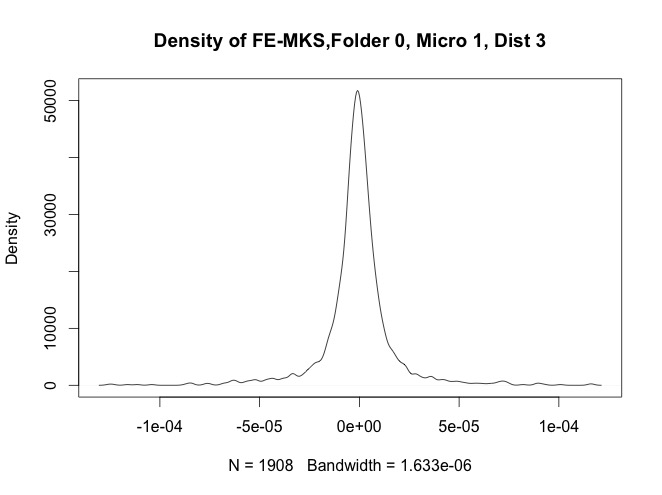 Density of FE-MKS,Folder 0, Micro 1, Dist 3
Density
50000
30000
10000
0
-1e-04 -5e-05 0e+00 5e-05 1e-04
N = 1908 Bandwidth = 1.633e-06